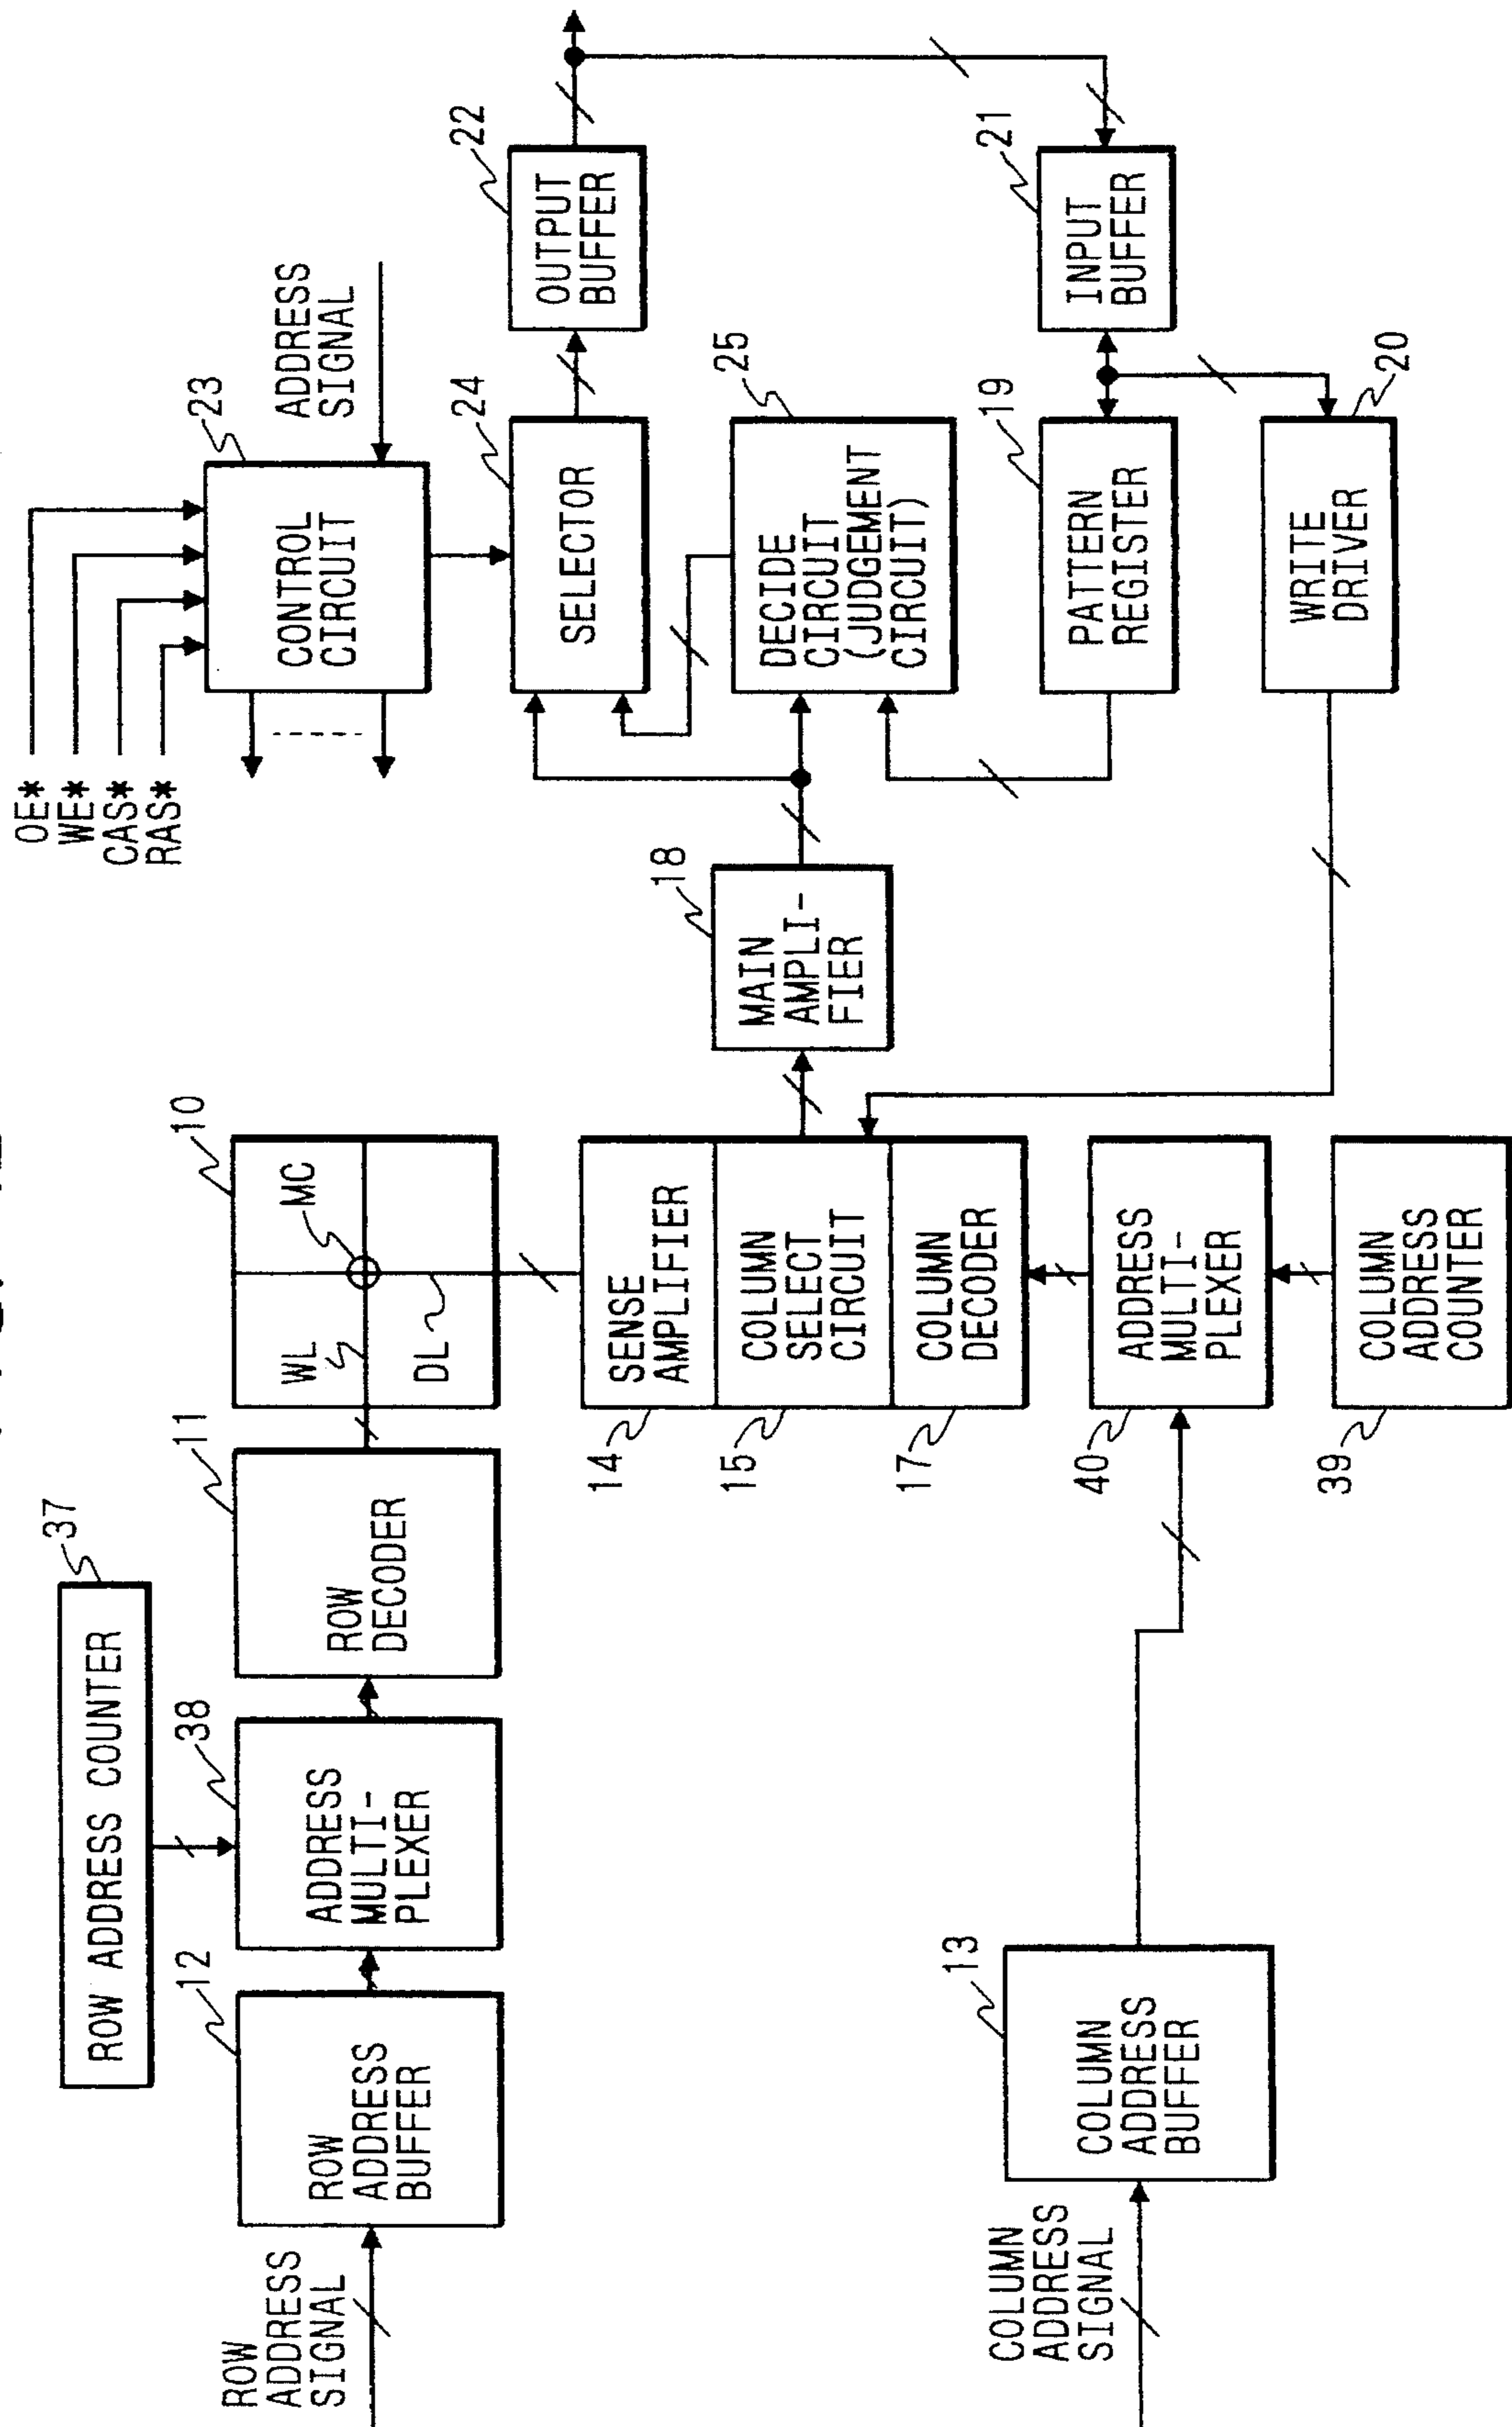 ROW ADDRESS COUNTER
37
ROW
ADDRESS
SIGNAL
ROW
ADDRESS
BUFFER
12
ADDRESS
MULTI-
PLEXER
38
ROW
DECODER
11
10
WL
MC
DL
SENSE
AMPLIFIER
14
COLUMN
SELECT
CIRCUIT
15
COLUMN
DECODER
17
ADDRESS
MULTI-
PLEXER
40
COLUMN
ADDRESS
COUNTER
39
COLUMN
ADDRESS
SIGNAL
COLUMN
ADDRESS
BUFFER
13
MAIN
AMPLI-
FIER
18
OE*
WE*
CAS*
RAS*
CONTROL
CIRCUIT
23
ADDRESS
SIGNAL
SELECTOR
24
OUTPUT
BUFFER
22
DECIDE
CIRCUIT
(JUDGEMENT
CIRCUIT)
25
PATTERN
REGISTER
19
INPUT
BUFFER
21
WRITE
DRIVER
20